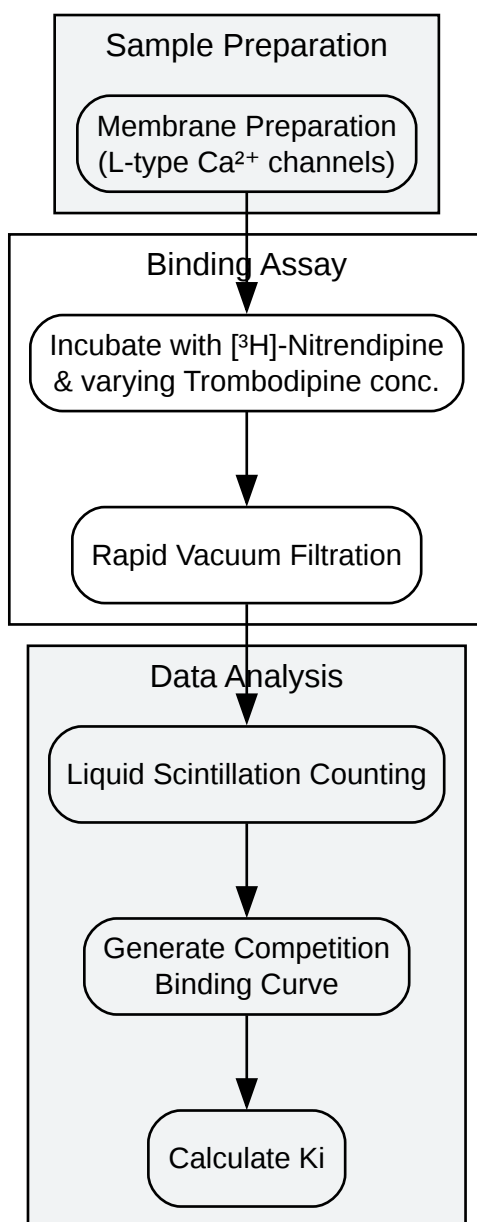 Sample Preparation
Membrane Preparation
(L-type Ca²⁺ channels)
Binding Assay
Incubate with [³H]-Nitrendipine
& varying Trombodipine conc.
Rapid Vacuum Filtration
Data Analysis
Liquid Scintillation Counting
Generate Competition
Binding Curve
Calculate Ki